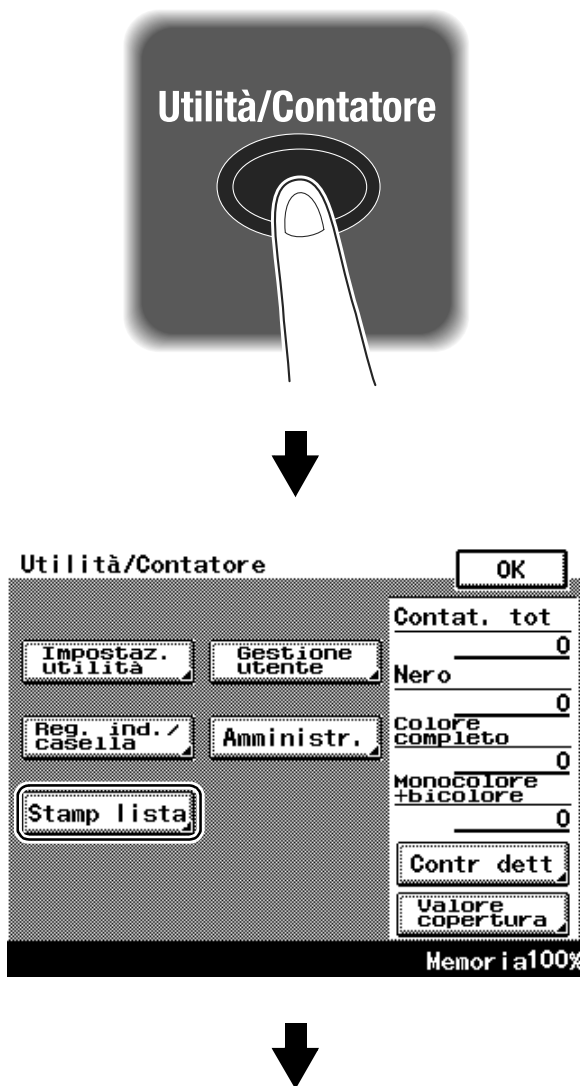 Utilità/Contatore
Utilità/Contatore
OK
Impostaz.
utilità
Gestione
utente
Reg. ind./
casella
Amministr.
Stamp lista
Contat. tot
0
Nero
0
Colore
completo
0
Monocolore
+bicolore
0
Contr dett
Valore
copertura
Memoria100%